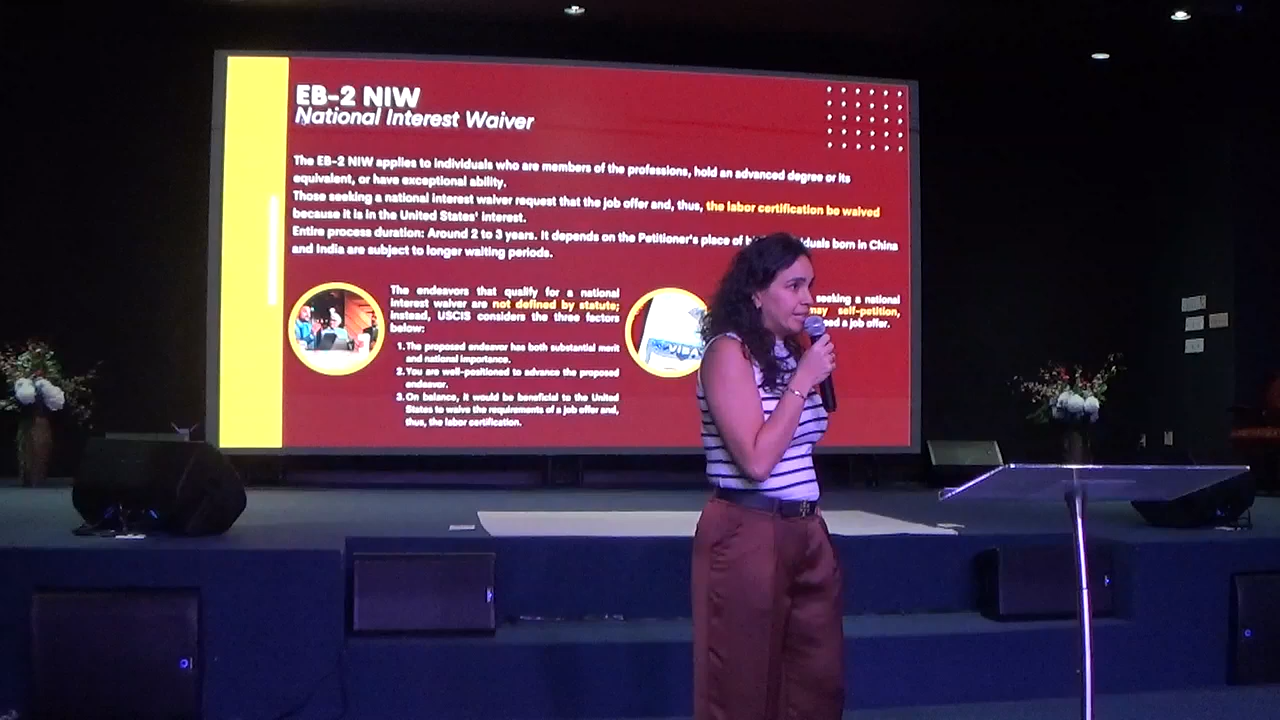 EB-2 NIW
National Interest Waiver
The EB-2 NIW applies to individuals who are members of the professions, hold an advanced degree or its
equivalent, or have exceptional ability.
Those seeking a national interest waiver request that the job offer and, thus, the labor certification be waived
because it is in the United States' interest.
Entire process duration: Around 2 to 3 years. It depends on the Petitioner's place of born in China
and India are subject to longer waiting periods.
The endeavors that qualify for a national
interest waiver are not defined by statute;
instead, USCIS considers the three factors
below:
1. The proposed endeavor has both substantial merit
and national importance.
2. You are well-positioned to advance the proposed
endeavor.
3. On balance, it would be beneficial to the United
States to waive the requirements of a job offer and,
thus, the labor certification.
seeking a national
may self-petition,
a job offer.